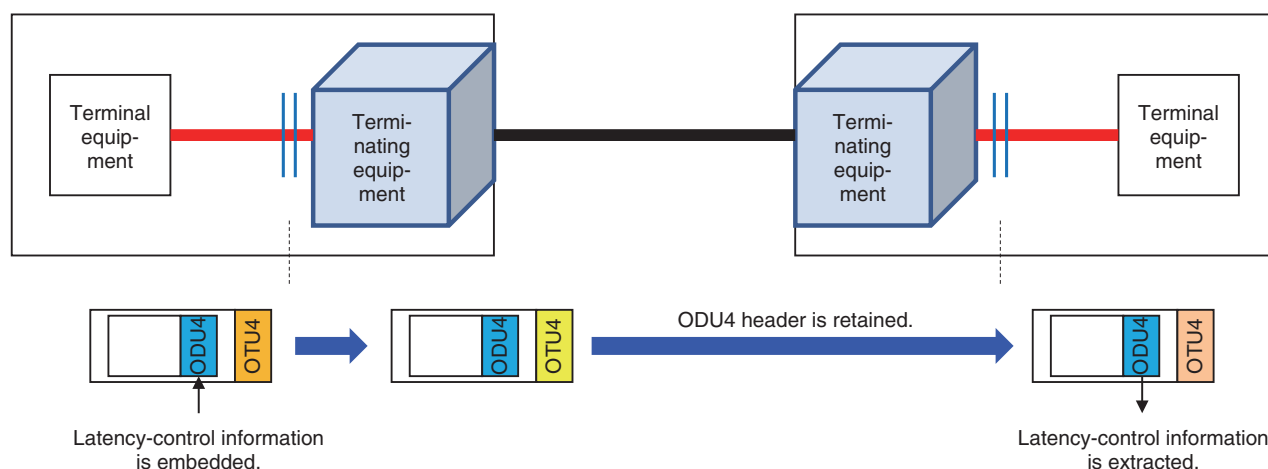 Terminal
equip-
ment
Termi-
nating
equip-
ment
Termi-
nating
equip-
ment
Terminal
equip-
ment
ODU4 header is retained.
ODU4
OTU4
ODU4
OTU4
ODU4
OTU4
Latency-control information
is embedded.
Latency-control information
is extracted.